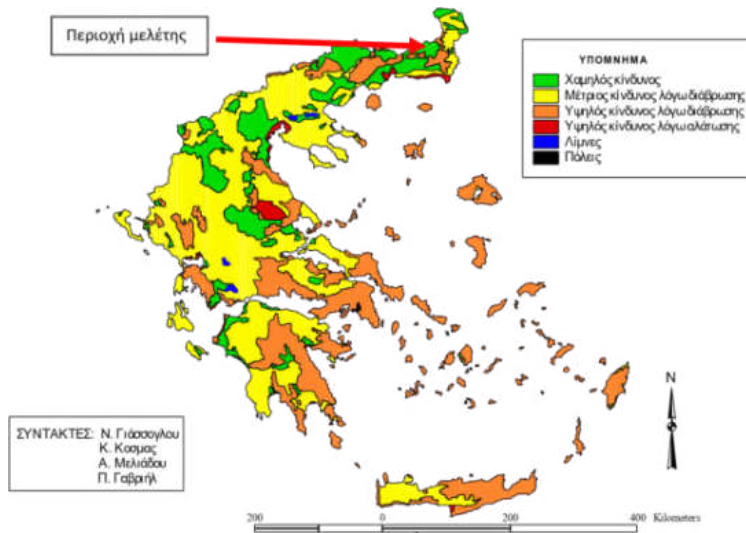 Περιοχή μελέτης
ΥΠΟΜΝΗΜΑ
Χαμηλός κίνδυνος
Μέτριος κίνδυνος λόγω διάβρωσης
Υψηλός κίνδυνος λόγω διάβρωσης
Υψηλός κίνδυνος λόγω αλάτωσης
Λίμνες
Πόλεις
N
ΣΥΝΤΑΚΤΕΣ: Ν. Γιάσσογλου
Κ. Κοσμας
Α. Μελιάδου
Π. Γαβριήλ
200 0 200 400 Kilometers